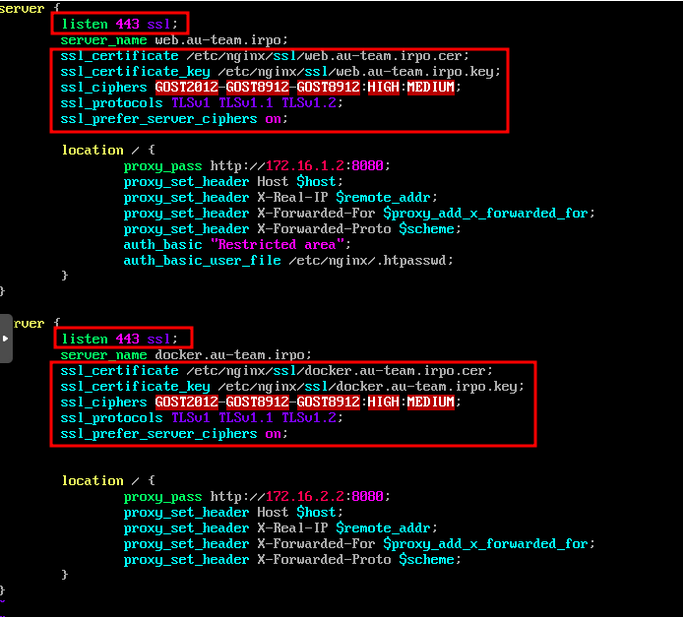 server {
listen 443 ssl;
server_name web.au-team.irpo;
ssl_certificate /etc/nginx/ssl/web.au-team.irpo.cer;
ssl_certificate_key /etc/nginx/ssl/web.au-team.irpo.key;
ssl_ciphers GOST2012-GOST8912-GOST8912:HIGH:MEDIUM;
ssl_protocols TLSv1 TLSv1.1 TLSv1.2;
ssl_prefer_server_ciphers on;
location / {
proxy_pass http://172.16.1.2:8080;
proxy_set_header Host $host;
proxy_set_header X-Real-IP $remote_addr;
proxy_set_header X-Forwarded-For $proxy_add_x_forwarded_for;
proxy_set_header X-Forwarded-Proto $scheme;
auth_basic "Restricted area";
auth_basic_user_file /etc/nginx/.htpasswd;
}
}
rver {
listen 443 ssl;
server_name docker.au-team.irpo;
ssl_certificate /etc/nginx/ssl/docker.au-team.irpo.cer;
ssl_certificate_key /etc/nginx/ssl/docker.au-team.irpo.key;
ssl_ciphers GOST2012-GOST8912-GOST8912:HIGH:MEDIUM;
ssl_protocols TLSv1 TLSv1.1 TLSv1.2;
ssl_prefer_server_ciphers on;
location / {
proxy_pass http://172.16.2.2:8080;
proxy_set_header Host $host;
proxy_set_header X-Real-IP $remote_addr;
proxy_set_header X-Forwarded-For $proxy_add_x_forwarded_for;
proxy_set_header X-Forwarded-Proto $scheme;
}
}
~